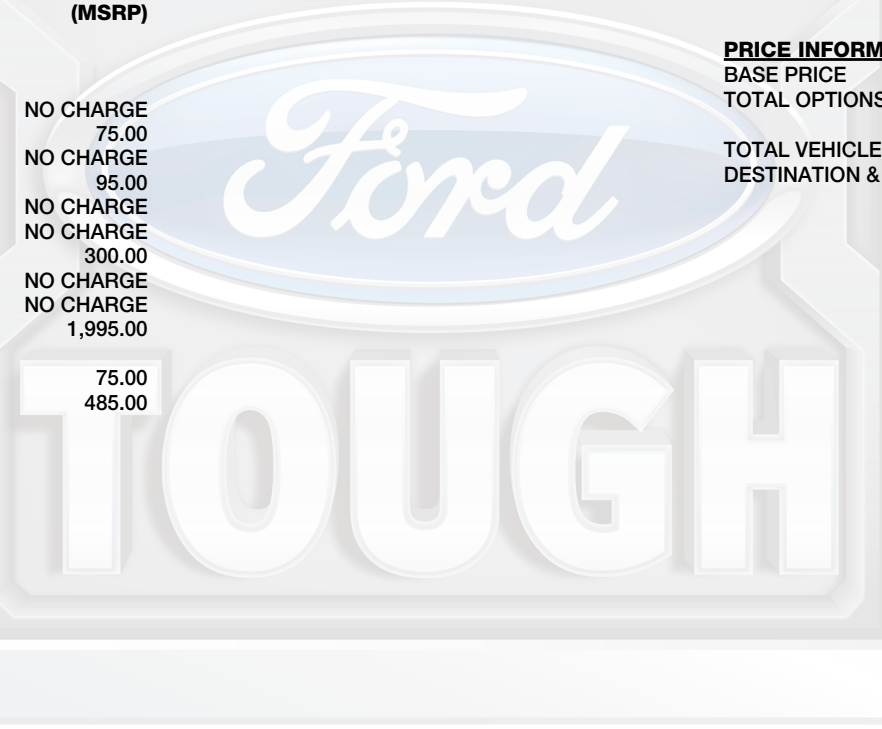 (MSRP)
NO CHARGE
75.00
NO CHARGE
95.00
NO CHARGE
NO CHARGE
300.00
NO CHARGE
NO CHARGE
1,995.00
75.00
485.00
PRICE INFORM
BASE PRICE
TOTAL OPTIONS
TOTAL VEHICLE
DESTINATION &
Ford
TOUGH